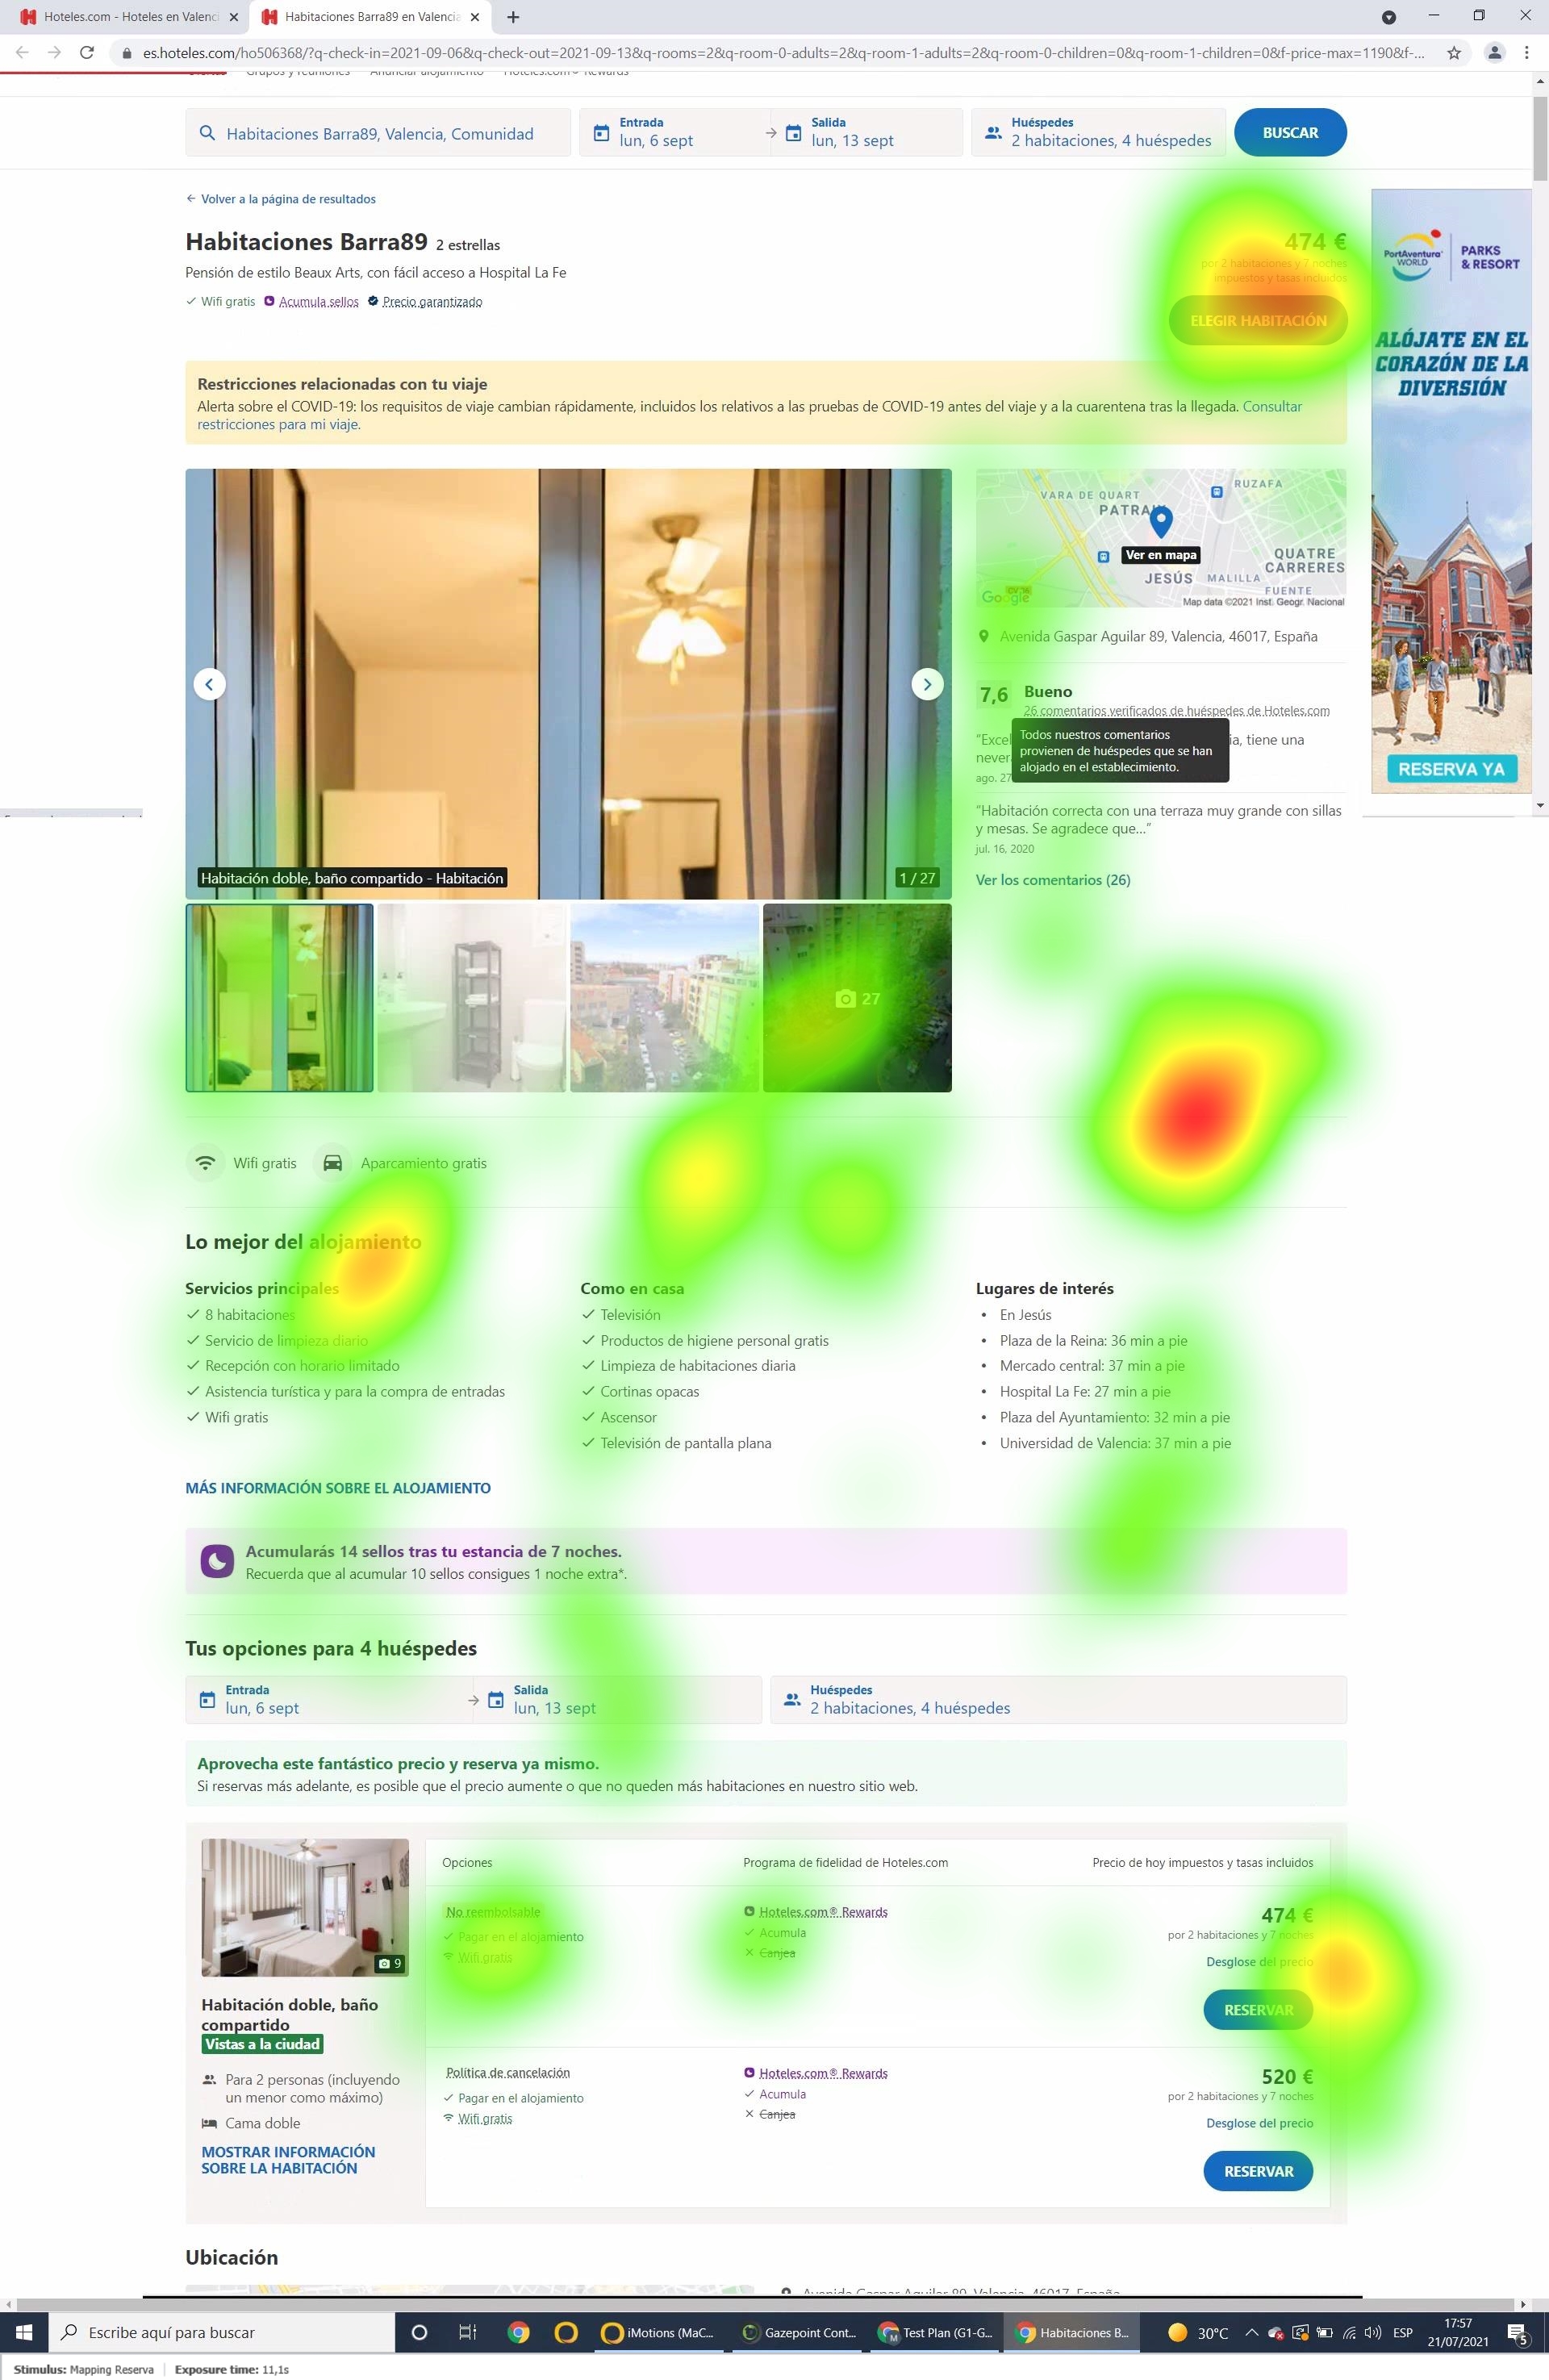 Hoteles.com - Hoteles en Valenci
Habitaciones Barra89 en Valencia
es.hoteles.com/ho506368/?q-check-in=2021-09-06&q-check-out=2021-09-13&q-rooms=2&q-room-0-adults=2&q-room-1-adults=2&q-room-0-children=0&q-room-1-children=0&f-price-max=1190&f-...
Ofertas Grupos y reuniones Anunciar alojamiento Hoteles.com® Rewards
Habitaciones Barra89, Valencia, Comunidad
Entrada
lun, 6 sept
Salida
lun, 13 sept
Huéspedes
2 habitaciones, 4 huéspedes
BUSCAR
Volver a la página de resultados
Habitaciones Barra89 2 estrellas
Pensión de estilo Beaux Arts, con fácil acceso a Hospital La Fe
Wifi gratis Acumula sellos Precio garantizado
474 €
por 2 habitaciones y 7 noches
impuestos y tasas incluidos
ELEGIR HABITACIÓN
PortAventura WORLD
PARKS & RESORT
ALÓJATE EN EL
CORAZÓN DE LA
DIVERSIÓN
RESERVA YA
Restricciones relacionadas con tu viaje
Alerta sobre el COVID-19: los requisitos de viaje cambian rápidamente, incluidos los relativos a las pruebas de COVID-19 antes del viaje y a la cuarentena tras la llegada. Consultar
restricciones para mi viaje.
Habitación doble, baño compartido - Habitación
1 / 27
27
VARA DE QUART
RUZAFA
PATRAIX
Ver en mapa
JESÚS
MALILLA
QUATRE
CARRERES
FUENTE
Google
Map data ©2021 Inst. Geogr. Nacional
Avenida Gaspar Aguilar 89, Valencia, 46017, España
7,6 Bueno
26 comentarios verificados de huéspedes de Hoteles.com
Todos nuestros comentarios
provienen de huéspedes que se han
alojado en el establecimiento.
“Excel ia, tiene una
never
ago. 27
“Habitación correcta con una terraza muy grande con sillas
y mesas. Se agradece que...”
jul. 16, 2020
Ver los comentarios (26)
Wifi gratis Aparcamiento gratis
Lo mejor del alojamiento
Servicios principales
8 habitaciones
Servicio de limpieza diario
Recepción con horario limitado
Asistencia turística y para la compra de entradas
Wifi gratis
Como en casa
Televisión
Productos de higiene personal gratis
Limpieza de habitaciones diaria
Cortinas opacas
Ascensor
Televisión de pantalla plana
Lugares de interés
En Jesús
Plaza de la Reina: 36 min a pie
Mercado central: 37 min a pie
Hospital La Fe: 27 min a pie
Plaza del Ayuntamiento: 32 min a pie
Universidad de Valencia: 37 min a pie
MÁS INFORMACIÓN SOBRE EL ALOJAMIENTO
Acumularás 14 sellos tras tu estancia de 7 noches.
Recuerda que al acumular 10 sellos consigues 1 noche extra*.
Tus opciones para 4 huéspedes
Entrada
lun, 6 sept
Salida
lun, 13 sept
Huéspedes
2 habitaciones, 4 huéspedes
Aprovecha este fantástico precio y reserva ya mismo.
Si reservas más adelante, es posible que el precio aumente o que no queden más habitaciones en nuestro sitio web.
9
Habitación doble, baño
compartido
Vistas a la ciudad
Para 2 personas (incluyendo
un menor como máximo)
Cama doble
MOSTRAR INFORMACIÓN
SOBRE LA HABITACIÓN
Opciones Programa de fidelidad de Hoteles.com Precio de hoy impuestos y tasas incluidos
No reembolsable
Pagar en el alojamiento
Wifi gratis
Hoteles.com® Rewards
Acumula
Canjea
474 €
por 2 habitaciones y 7 noches
Desglose del precio
RESERVAR
Política de cancelación
Pagar en el alojamiento
Wifi gratis
Hoteles.com® Rewards
Acumula
Canjea
520 €
por 2 habitaciones y 7 noches
Desglose del precio
RESERVAR
Ubicación
Avenida Gaspar Aguilar 89, Valencia, 46017, España
Escribe aquí para buscar
iMotions (MaC...
Gazepoint Cont...
Test Plan (G1-G...
Habitaciones B...
30°C
ESP
17:57
21/07/2021
5
Stimulus: Mapping Reserva Exposure time: 11,1s